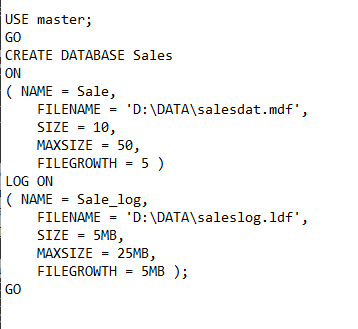 USE master;
GO
CREATE DATABASE Sales
ON
( NAME = Sale,
    FILENAME = 'D:\DATA\salesdat.mdf',
    SIZE = 10,
    MAXSIZE = 50,
    FILEGROWTH = 5 )
LOG ON
( NAME = Sale_log,
    FILENAME = 'D:\DATA\saleslog.ldf',
    SIZE = 5MB,
    MAXSIZE = 25MB,
    FILEGROWTH = 5MB );
GO